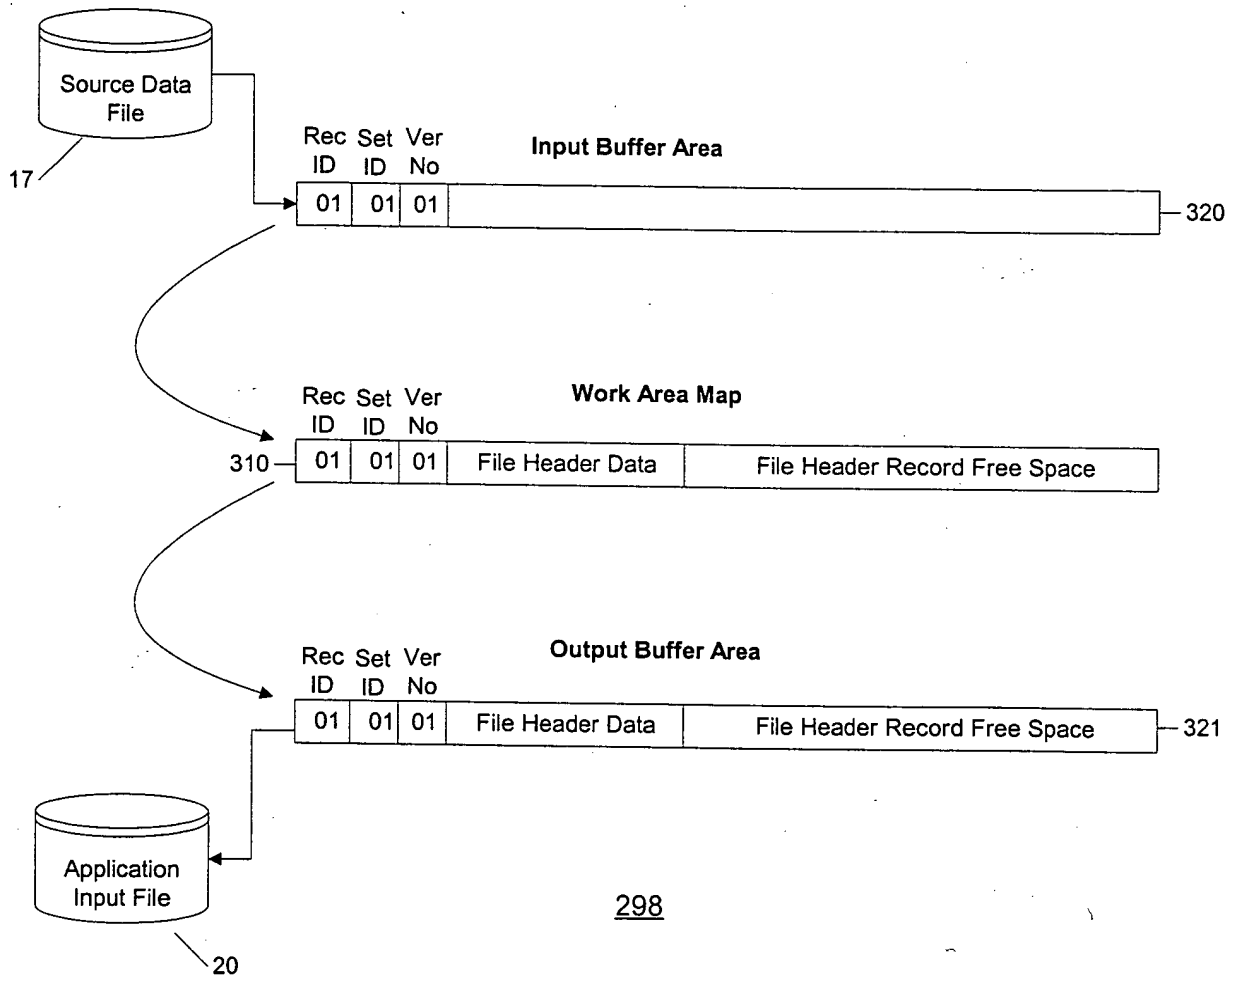 Source Data
File
17
Rec Set Ver
ID ID No
Input Buffer Area
01 01 01
320
Rec Set Ver
ID ID No
Work Area Map
310
01 01 01 File Header Data File Header Record Free Space
Rec Set Ver
ID ID No
Output Buffer Area
01 01 01 File Header Data File Header Record Free Space
321
Application
Input File
298
20